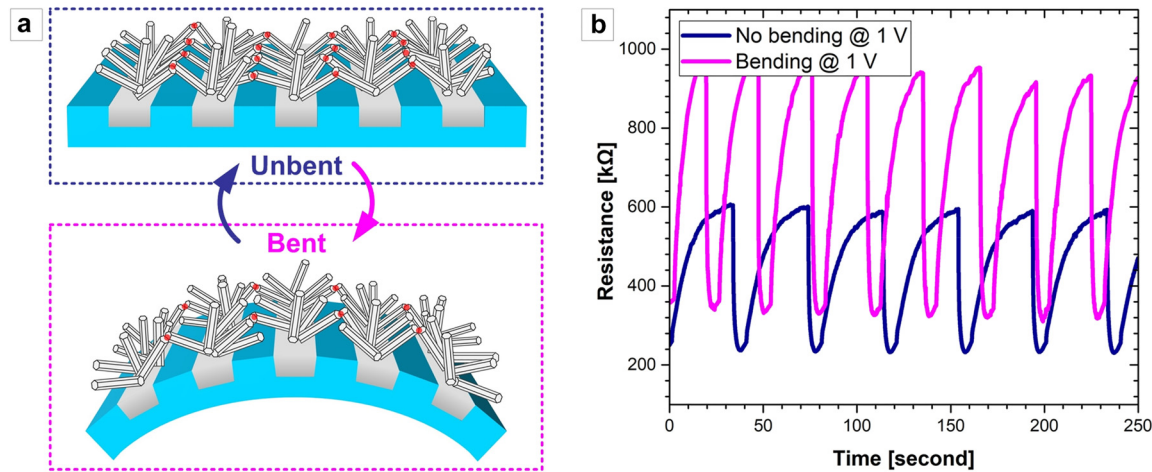 a
Unbent
Bent
b
No bending @ 1 V
Bending @ 1 V
1000
800
600
400
200
Resistance [kΩ]
0
50
100
150
200
250
Time [second]